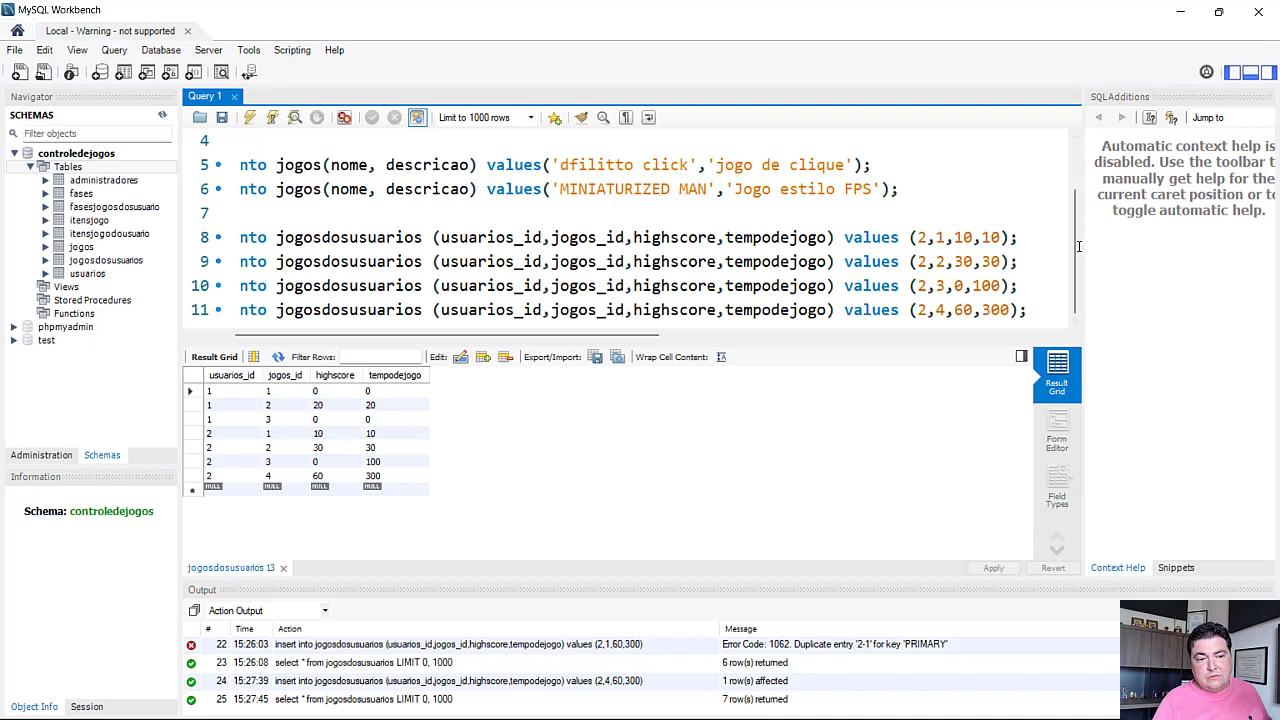 MySQL Workbench
Local - Warning - not supported
File Edit View Query Database Server Tools Scripting Help
Navigator
SCHEMAS
Filter objects
controledejogos
Tables
administradores
fases
fasesjogosdousuario
itensjogo
itensjogodousuario
jogos
jogosdosusuarios
usuarios
Views
Stored Procedures
Functions
phpmyadmin
test
Administration Schemas
Information
Schema: controledejogos
Object Info Session
Query 1
Limit to 1000 rows
4
5 nto jogos(nome, descricao) values('dfilitto click','jogo de clique');
6 nto jogos(nome, descricao) values('MINIATURIZED MAN','Jogo estilo FPS');
7
8 nto jogosdosusuarios (usuarios_id,jogos_id,highscore,tempodejogo) values (2,1,10,10);
9 nto jogosdosusuarios (usuarios_id,jogos_id,highscore,tempodejogo) values (2,2,30,30);
10 nto jogosdosusuarios (usuarios_id,jogos_id,highscore,tempodejogo) values (2,3,0,100);
11 nto jogosdosusuarios (usuarios_id,jogos_id,highscore,tempodejogo) values (2,4,60,300);
Result Grid Filter Rows: Edit: Export/Import: Wrap Cell Content:
usuarios_id jogos_id highscore tempodejogo
1 1 0 0
1 2 20 20
1 3 0 0
2 1 10 10
2 2 30 30
2 3 0 100
2 4 60 300
NULL NULL NULL NULL
Result
Grid
Form
Editor
Field
Types
jogosdosusuarios 13
Apply Revert
SQLAdditions
Jump to
Automatic context help is
disabled. Use the toolbar t
manually get help for the
current caret position or to
toggle automatic help.
Context Help Snippets
Output
Action Output
# Time Action Message
22 15:26:03 insert into jogosdosusuarios (usuarios_id,jogos_id,highscore,tempodejogo) values (2,1,60,300) Error Code: 1062. Duplicate entry '2-1' for key 'PRIMARY'
23 15:26:08 select * from jogosdosusuarios LIMIT 0, 1000 6 row(s) returned
24 15:27:39 insert into jogosdosusuarios (usuarios_id,jogos_id,highscore,tempodejogo) values (2,4,60,300) 1 row(s) affected
25 15:27:45 select * from jogosdosusuarios LIMIT 0, 1000 7 row(s) returned